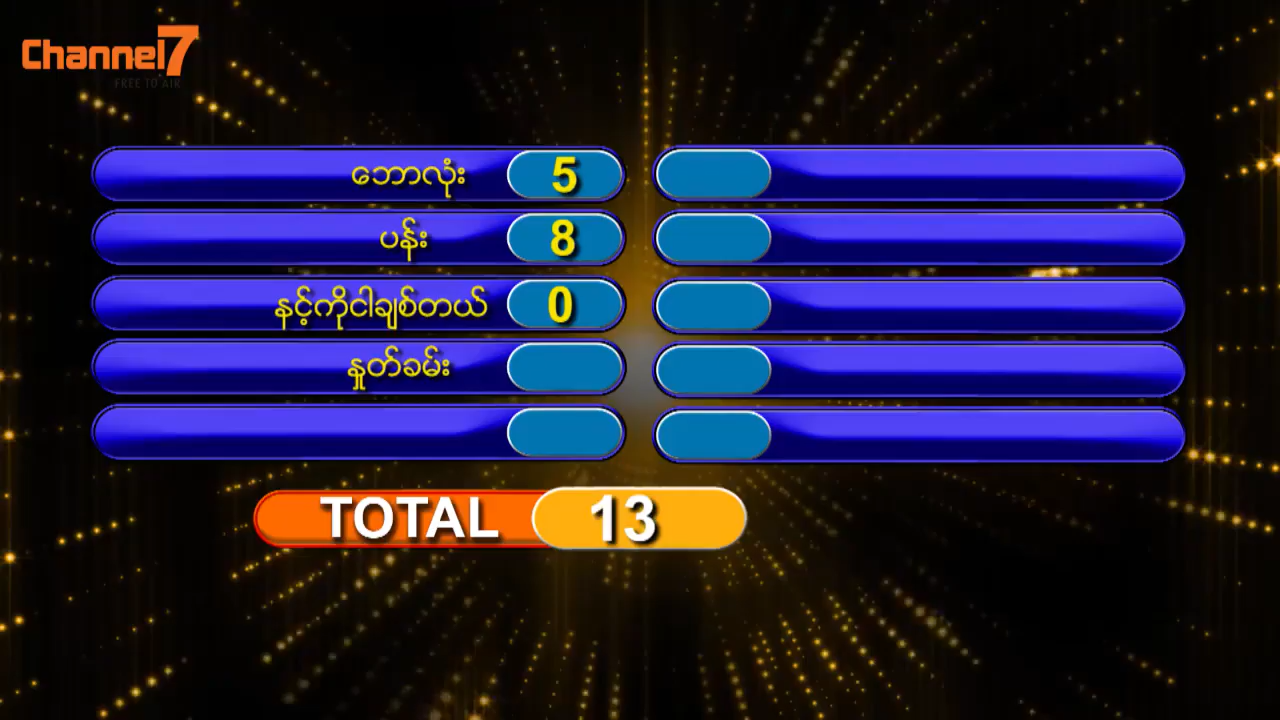 Channel7
FREE TO AIR
ဘောလုံး 5
ပန်း 8
နင့်ကိုငါချစ်တယ် 0
နှုတ်ခမ်း
TOTAL 13